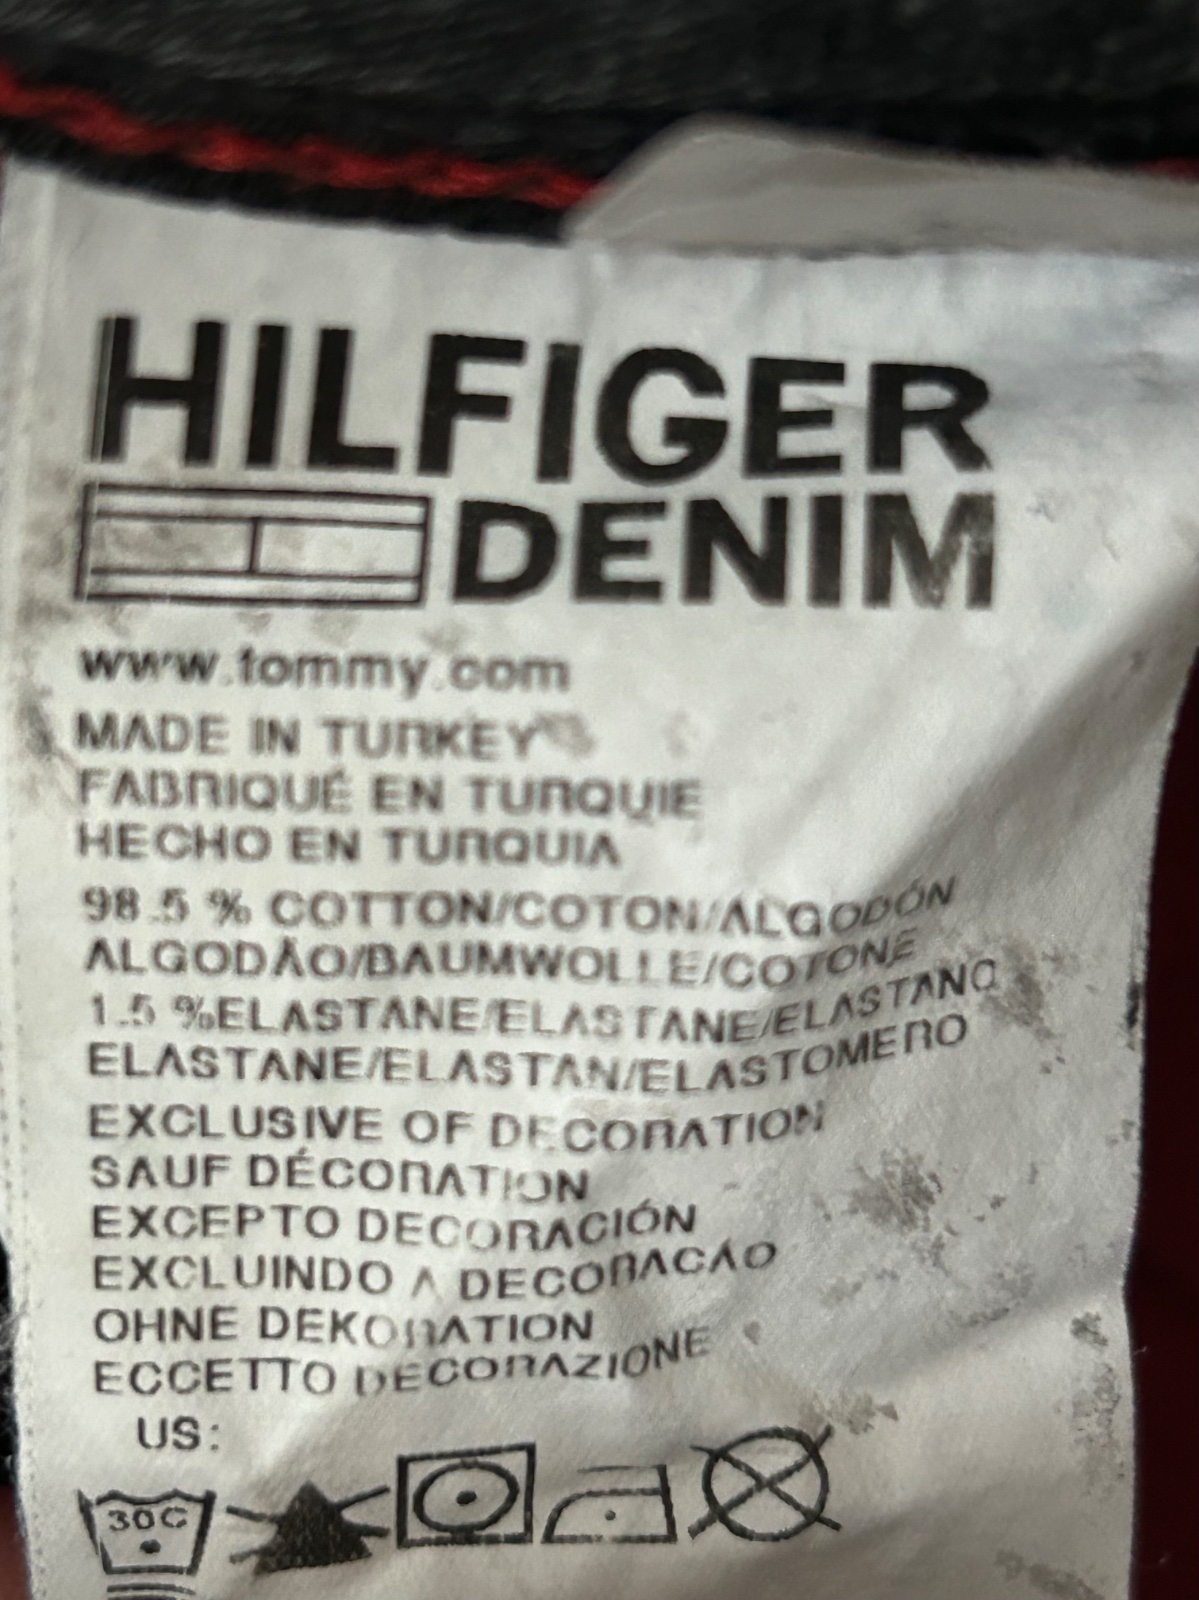 HILFIGER
DENIM
www.tommy.com
MADE IN TURKEY
FABRIQUÉ EN TURQUIE
HECHO EN TURQUIA
98.5 % COTTON/COTON/ALGODÓN
ALGODÃO/BAUMWOLLE/COTONE
1.5 %ELASTANE/ELASTANE/ELASTANO
ELASTANE/ELASTAN/ELASTOMERO
EXCLUSIVE OF DECORATION
SAUF DÉCORATION
EXCEPTO DECORACIÓN
EXCLUINDO A DECORACÁO
OHNE DEKORATION
ECCETTO DECORAZIONE
US:
30C